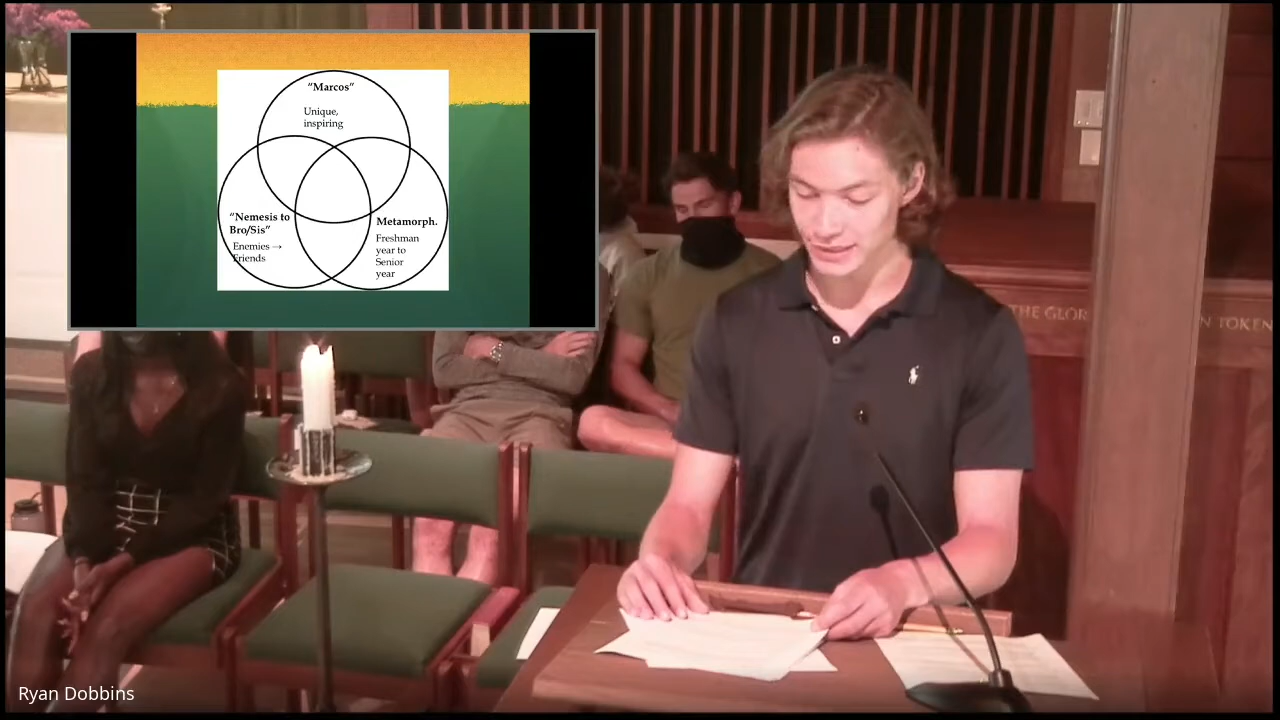 “Marcos”
Unique,
inspiring
“Nemesis to
Bro/Sis”
Enemies →
Friends
Metamorph.
Freshman
year to
Senior
year
THE GLOR
N TOKEN
Ryan Dobbins